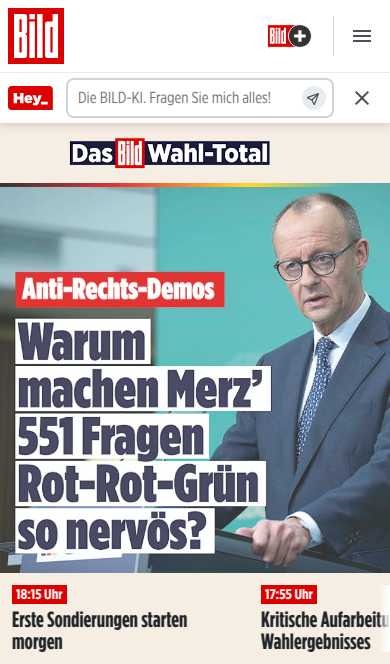 Bild
Bild
Hey_
Die BILD-KI. Fragen Sie mich alles!
Das Bild Wahl-Total
Anti-Rechts-Demos
Warum
machen Merz’
551 Fragen
Rot-Rot-Grün
so nervös?
18:15 Uhr
Erste Sondierungen starten
morgen
17:55 Uhr
Kritische Aufarbeitu
Wahlergebnisses